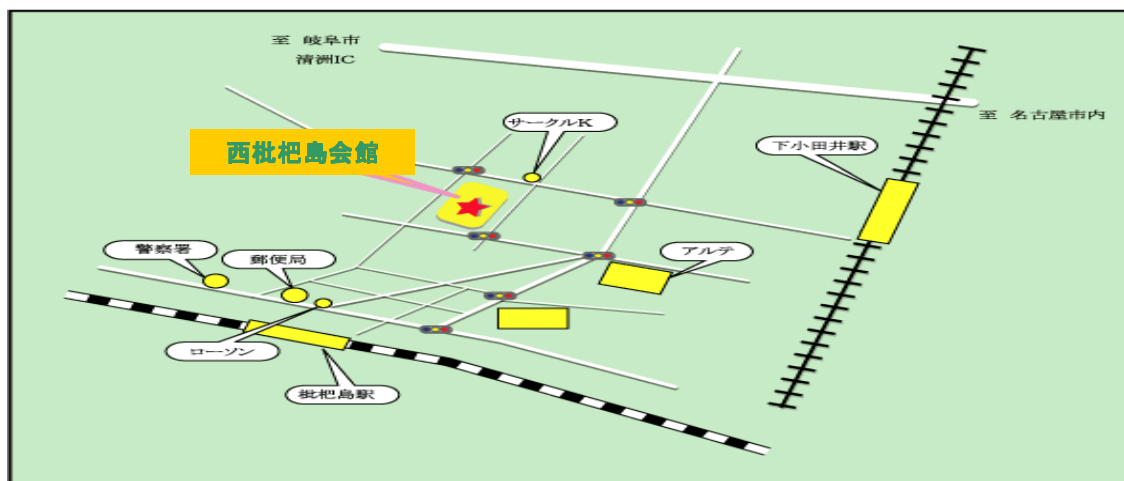 至 岐阜市
清洲IC
至 名古屋市内
サークルK
下小田井駅
西枇杷島会館
警察署
郵便局
アルテ
ローソン
枇杷島駅